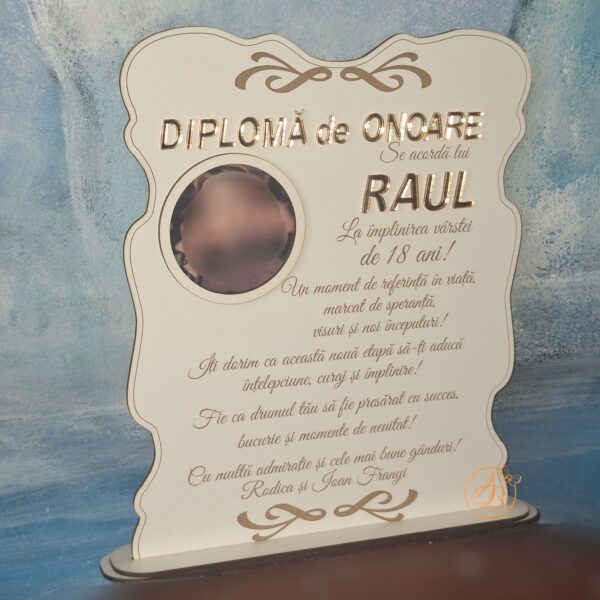 DIPLOMĂ de ONOARE
Se acordă lui
RAUL
La împlinirea vârstei
de 18 ani!
Un moment de referință în viață,
marcat de speranță,
visuri și noi începuturi!
Îți dorim ca această nouă etapă să-ți aducă
înțelepciune, curaj și împlinire!
Fie ca drumul tău să fie presărat cu succes,
bucurie și momente de neuitat!
Cu multă admirație și cele mai bune gânduri!
Rodica și Ioan Franyi